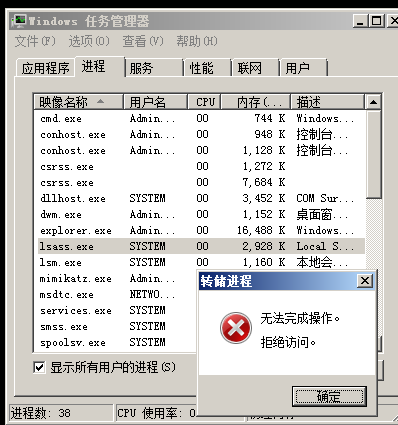 Windows 任务管理器
文件(F) 选项(O) 查看(V) 帮助(H)
应用程序 进程 服务 性能 联网 用户
映像名称 用户名 CPU 内存(... 描述
cmd.exe Admin... 00 744 K Windows...
conhost.exe Admin... 00 948 K 控制台...
conhost.exe Admin... 00 1,128 K 控制台...
csrss.exe 00 1,272 K
csrss.exe 00 7,684 K
dllhost.exe SYSTEM 00 3,452 K COM Sur...
dwm.exe Admin... 00 1,152 K 桌面窗...
explorer.exe Admin... 00 16,488 K Windows...
lsass.exe SYSTEM 00 2,928 K Local S...
lsm.exe SYSTEM 00 1,160 K 本地会...
mimikatz.exe Admin...
msdtc.exe NETWO...
services.exe SYSTEM
smss.exe SYSTEM
spoolsv.exe SYSTEM
转储进程
无法完成操作。
拒绝访问。
确定
显示所有用户的进程(S)
进程数: 38 CPU 使用率: 0